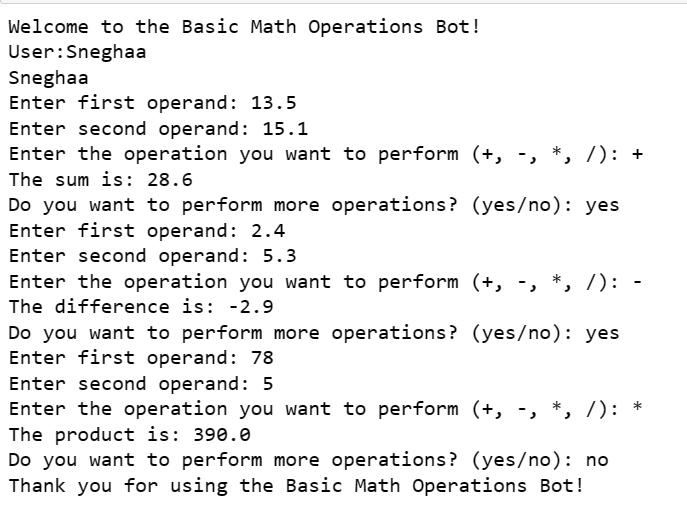 Welcome to the Basic Math Operations Bot!
User:Sneghaa
Sneghaa
Enter first operand: 13.5
Enter second operand: 15.1
Enter the operation you want to perform (+, -, *, /): +
The sum is: 28.6
Do you want to perform more operations? (yes/no): yes
Enter first operand: 2.4
Enter second operand: 5.3
Enter the operation you want to perform (+, -, *, /): -
The difference is: -2.9
Do you want to perform more operations? (yes/no): yes
Enter first operand: 78
Enter second operand: 5
Enter the operation you want to perform (+, -, *, /): *
The product is: 390.0
Do you want to perform more operations? (yes/no): no
Thank you for using the Basic Math Operations Bot!